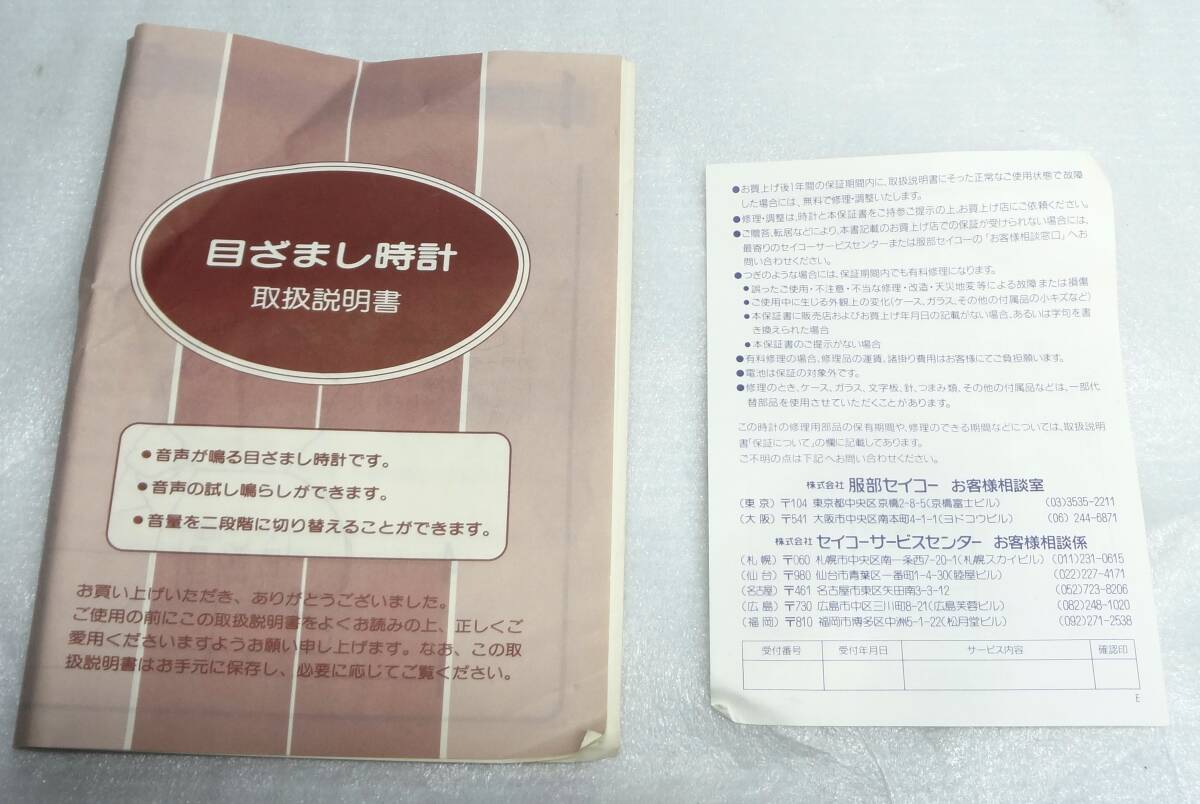 目ざまし時計
取扱説明書
●音声が鳴る目ざまし時計です。
●音声の試し鳴らしができます。
●音量を二段階に切り替えることができます。
お買い上げいただき、ありがとうございました。
ご使用の前にこの取扱説明書をよくお読みの上、正しくご
愛用くださいますようお願い申し上げます。なお、この取
扱説明書はお手元に保存し、必要に応じてご覧ください。
●お買上げ後1年間の保証期間内に、取扱説明書にそった正常なご使用状態で故障
した場合には、無料で修理・調整いたします。
●修理・調整は、時計と本保証書をご持参ご提示の上、お買上げ店にご依頼ください。
●ご贈答、転居などにより、本書記載のお買上げ店での保証が受けられない場合には、
最寄りのセイコーサービスセンターまたは服部セイコーの「お客様相談窓口」へお
問い合わせください。
●つぎのような場合には、保証期間内でも有料修理になります。
●誤ったご使用・不注意・不当な修理・改造・天災地変等による故障または損傷
●ご使用中に生じる外観上の変化(ケース、ガラス、その他の付属品の小キズなど)
●本保証書に販売店およびお買上げ年月日の記載がない場合、あるいは字句を書
き換えられた場合
●本保証書のご提示がない場合
●有料修理の場合、修理品の運賃、諸掛り費用はお客様にてご負担願います。
●電池は保証の対象外です。
●修理のとき、ケース、ガラス、文字板、針、つまみ類、その他の付属品などは、一部代
替部品を使用させていただくことがあります。
この時計の修理用部品の保有期間や、修理のできる期間などについては、取扱説明
書「保証について」の欄に記載してあります。
ご不明の点は下記へお問い合わせください。
株式会社 服部セイコー お客様相談室
(東京) 〒104 東京都中央区京橋2-8-5(京橋富士ビル) (03)3535-2211
(大阪) 〒541 大阪市中央区南本町4-1-1(ヨドコウビル) (06) 244-6871
株式会社 セイコーサービスセンター お客様相談係
(札幌) 〒060 札幌市中央区南一条西7-20-1(札幌スカイビル) (011)231-0615
(仙台) 〒980 仙台市青葉区一番町1-4-30(睦屋ビル) (022)227-4171
(名古屋) 〒461 名古屋市東区矢田南3-3-12 (052)723-8206
(広島) 〒730 広島市中区三川町8-21(広島芙蓉ビル) (082)248-1020
(福岡) 〒810 福岡市博多区中洲5-1-22(松月堂ビル) (092)271-2538
受付番号 受付年月日 サービス内容 確認印
E